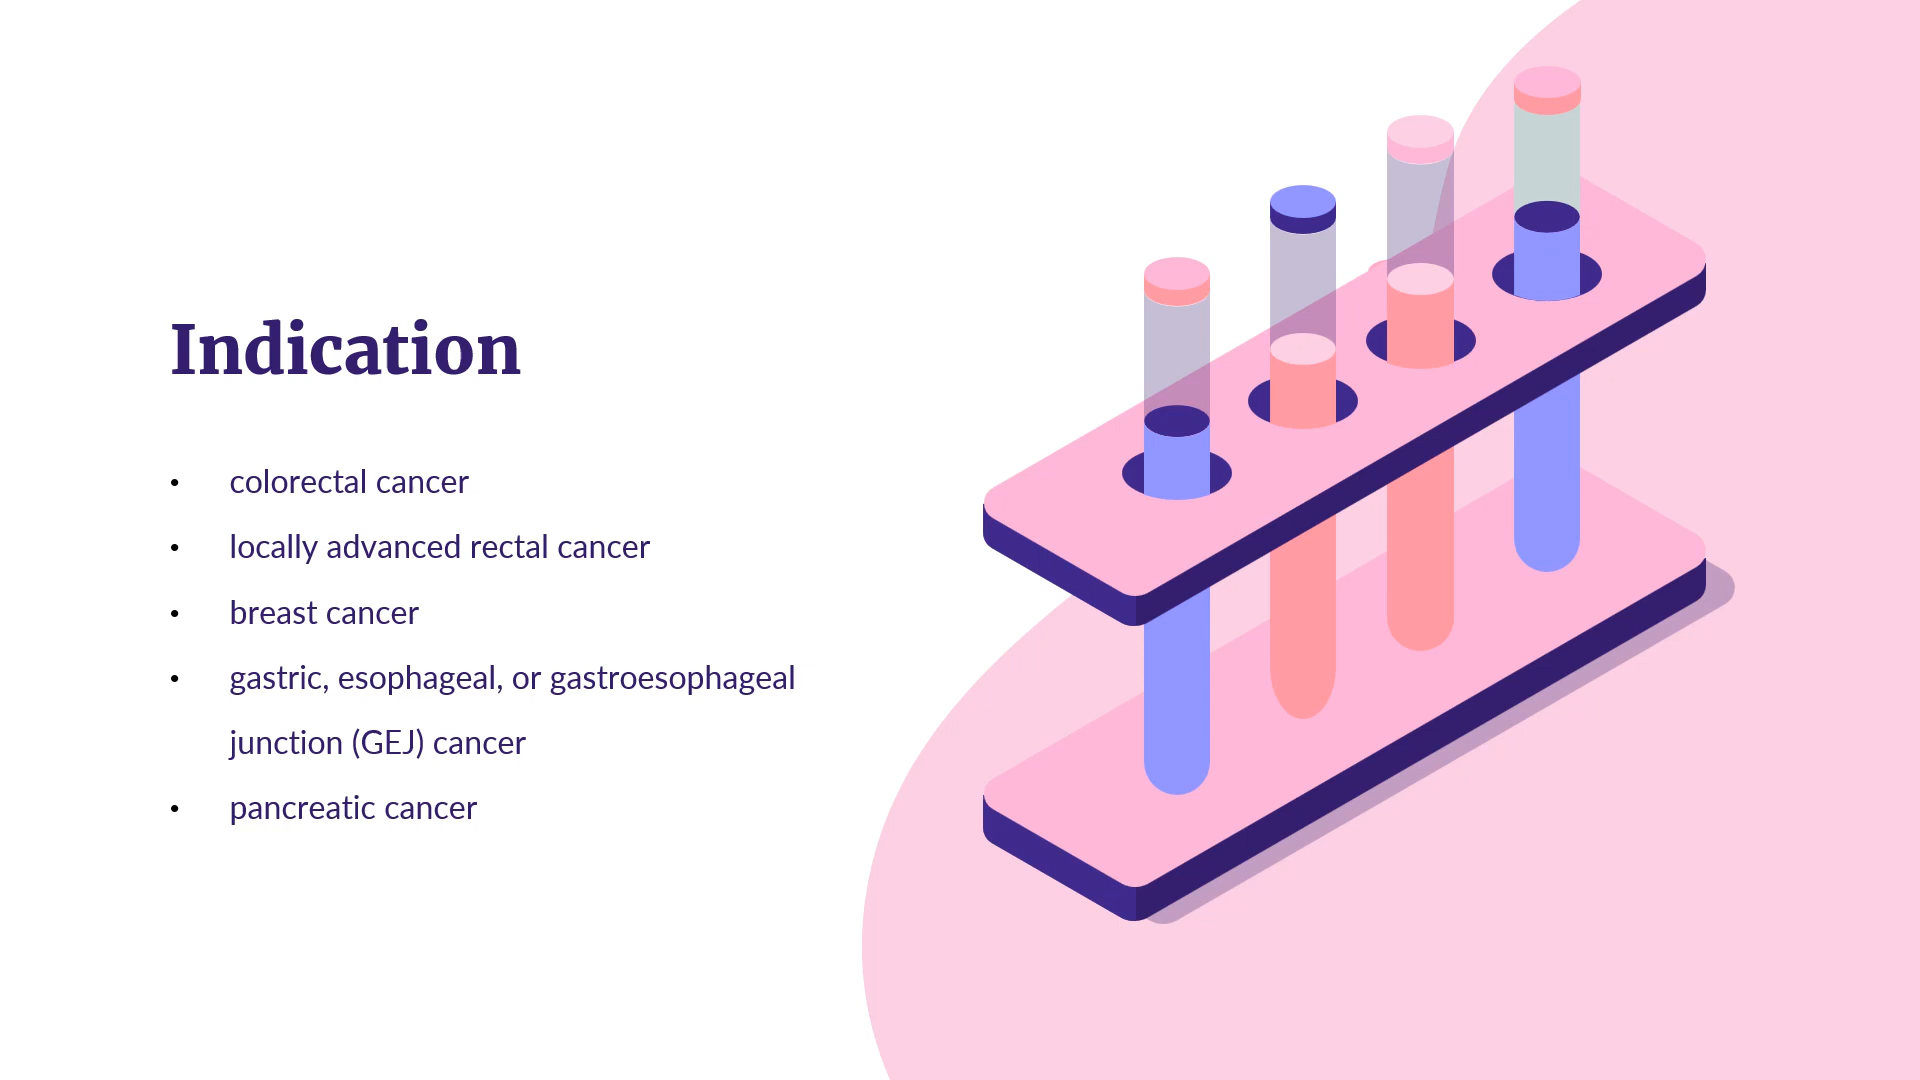 Indication
• colorectal cancer
• locally advanced rectal cancer
• breast cancer
• gastric, esophageal, or gastroesophageal
junction (GEJ) cancer
• pancreatic cancer